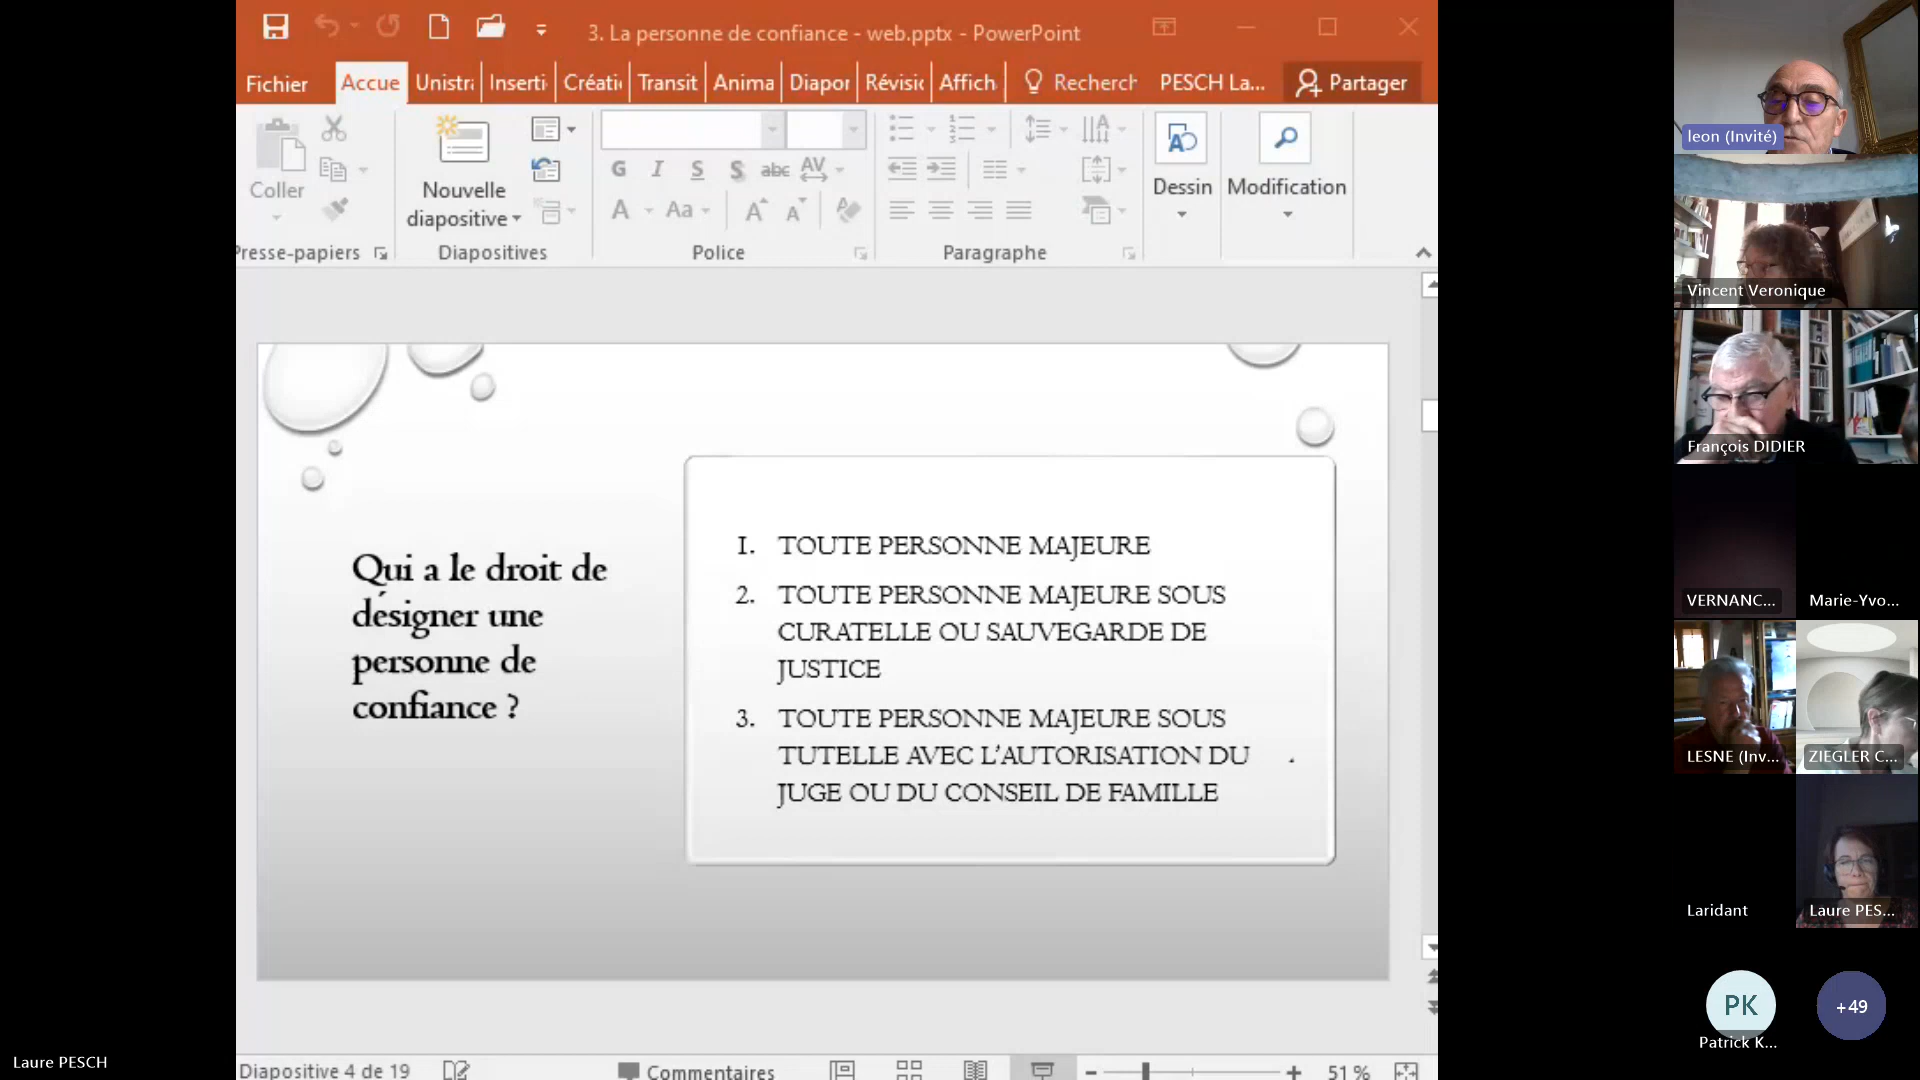 3. La personne de confiance - web.pptx - PowerPoint
Fichier
Accue
Unistra
Inserti
Créati
Transit
Anima
Diapor
Révisic
Affich
Recherch
PESCH La...
Partager
Coller
Nouvelle
diapositive
G I S S abc AV
A Aa A A
Dessin
Modification
Presse-papiers
Diapositives
Police
Paragraphe
Qui a le droit de
désigner une
personne de
confiance ?
1. TOUTE PERSONNE MAJEURE
2. TOUTE PERSONNE MAJEURE SOUS
CURATELLE OU SAUVEGARDE DE
JUSTICE
3. TOUTE PERSONNE MAJEURE SOUS
TUTELLE AVEC L’AUTORISATION DU
JUGE OU DU CONSEIL DE FAMILLE
Diapositive 4 de 19
Commentaires
51 %
Laure PESCH
leon (Invité)
Vincent Veronique
François DIDIER
VERNANC...
Marie-Yvo...
LESNE (Inv...
ZIEGLER C...
Laridant
Laure PES...
PK
+49
Patrick K...